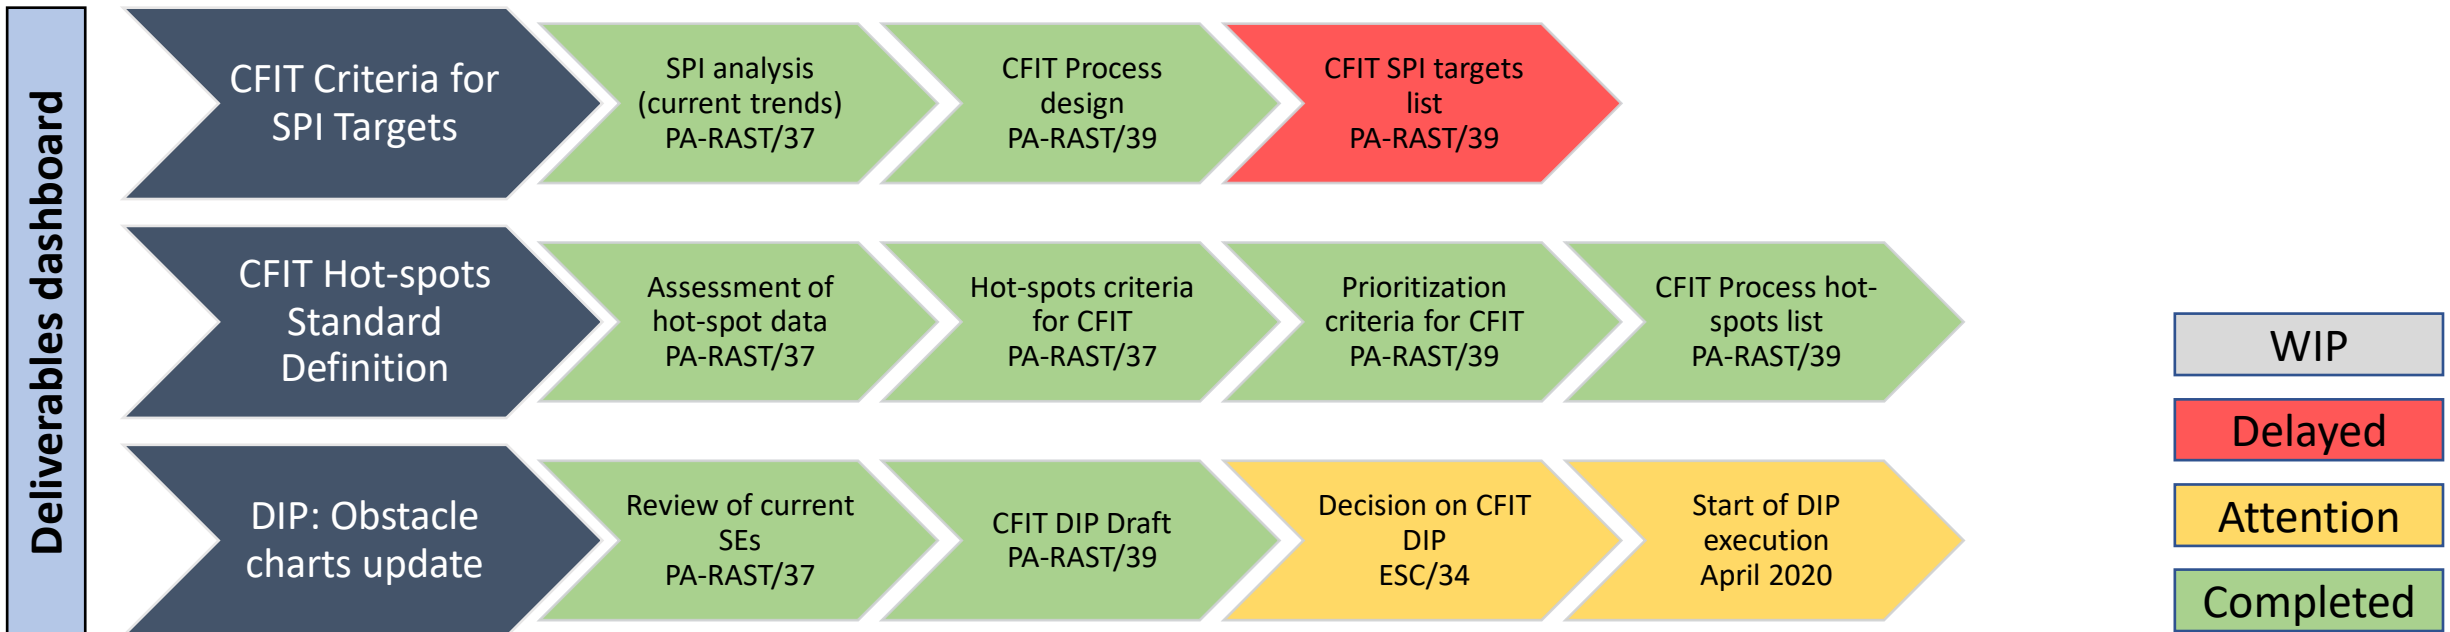 Deliverables dashboard
CFIT Criteria for
SPI Targets
SPI analysis
(current trends)
PA-RAST/37
CFIT Process
design
PA-RAST/39
CFIT SPI targets
list
PA-RAST/39
CFIT Hot-spots
Standard
Definition
Assessment of
hot-spot data
PA-RAST/37
Hot-spots criteria
for CFIT
PA-RAST/37
Prioritization
criteria for CFIT
PA-RAST/39
CFIT Process hot-
spots list
PA-RAST/39
DIP: Obstacle
charts update
Review of current
SEs
PA-RAST/37
CFIT DIP Draft
PA-RAST/39
Decision on CFIT
DIP
ESC/34
Start of DIP
execution
April 2020
WIP
Delayed
Attention
Completed